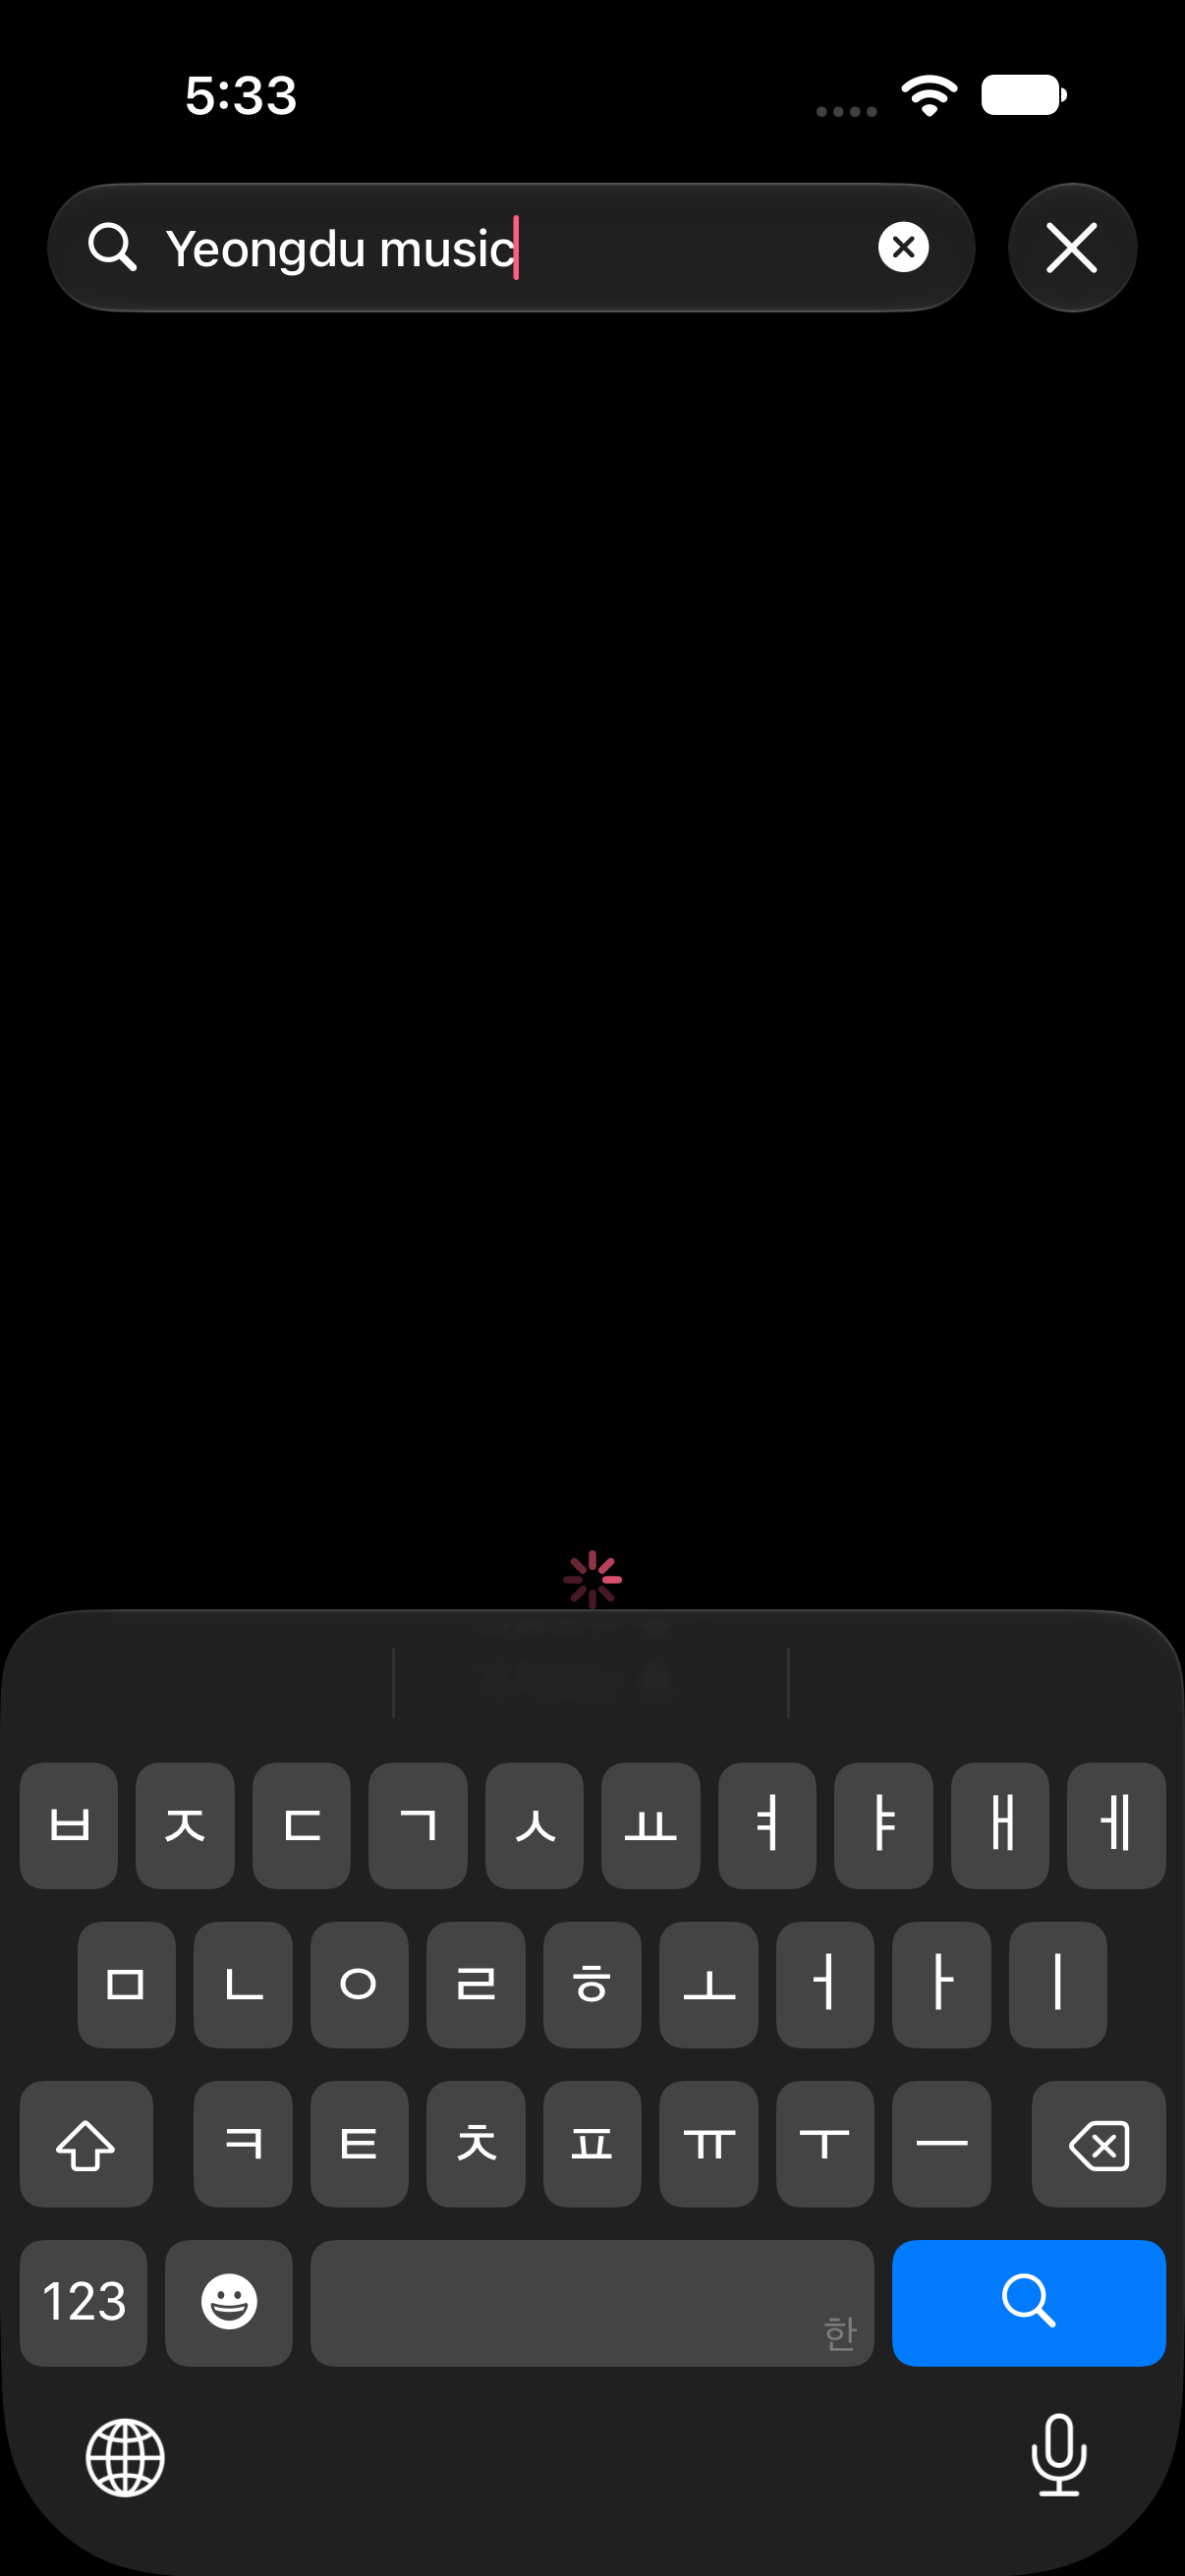 5:33
Yeongdu music
ㅂ ㅈ ㄷ ㄱ ㅅ ㅛ ㅕ ㅑ ㅐ ㅔ
ㅁ ㄴ ㅇ ㄹ ㅎ ㅗ ㅓ ㅏ ㅣ
ㅋ ㅌ ㅊ ㅍ ㅠ ㅜ ㅡ
123
한